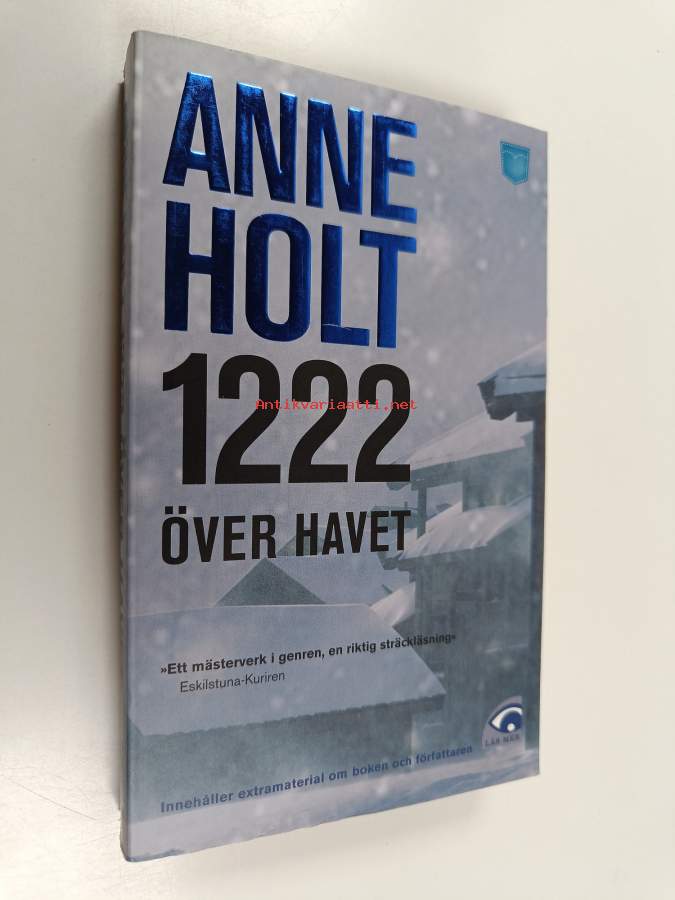 ANNE
HOLT
1222
Antikvariaatti.net
ÖVER HAVET
»Ett mästerverk i genren, en riktig sträckläsning«
Eskilstuna-Kuriren
LÄS MER
Innehåller extramaterial om boken och författaren